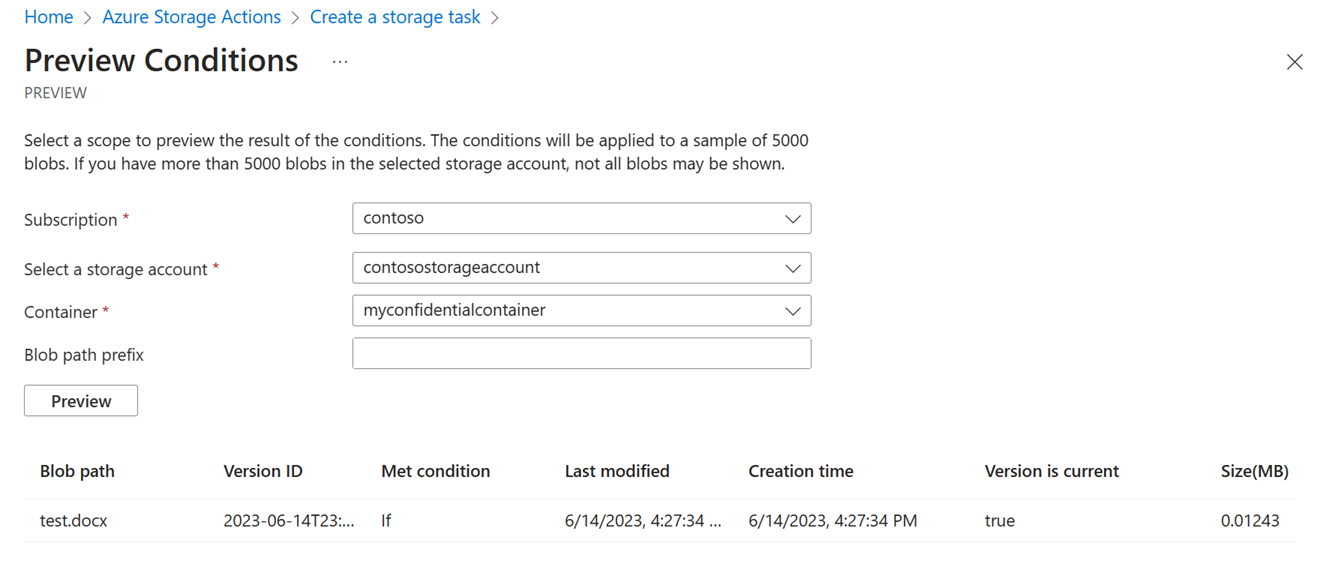 Home > Azure Storage Actions > Create a storage task >
Preview Conditions ...
PREVIEW
Select a scope to preview the result of the conditions. The conditions will be applied to a sample of 5000
blobs. If you have more than 5000 blobs in the selected storage account, not all blobs may be shown.
Subscription * contoso
Select a storage account * contosostorageaccount
Container * myconfidentialcontainer
Blob path prefix
Preview
Blob path Version ID Met condition Last modified Creation time Version is current Size(MB)
test.docx 2023-06-14T23:... If 6/14/2023, 4:27:34 ... 6/14/2023, 4:27:34 PM true 0.01243